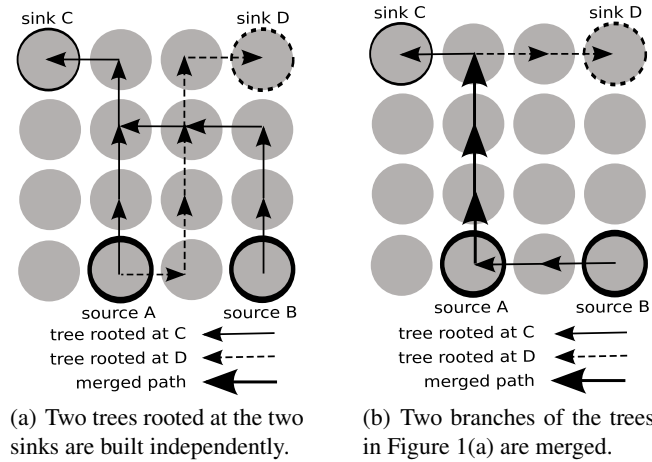 sink C
sink D
source A
source B
tree rooted at C
tree rooted at D
merged path
(a) Two trees rooted at the two
sinks are built independently.
sink C
sink D
source A
source B
tree rooted at C
tree rooted at D
merged path
(b) Two branches of the trees
in Figure 1(a) are merged.